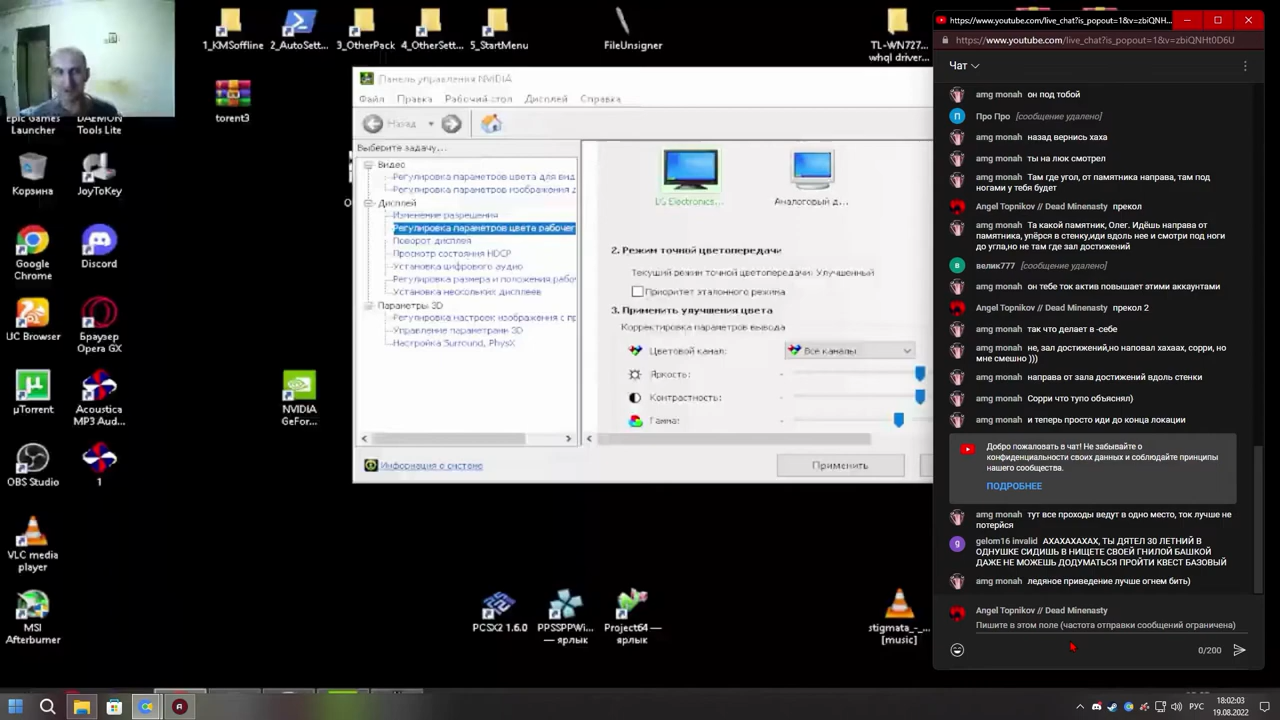 1_KMSoffline
2_AutoSett...
3_OtherPack
4_OtherSet...
5_StartMenu
FileUnsigner
TL-WN727...
whql driver...
Epic Games
Launcher
DAEMON
Tools Lite
torent3
Корзина
JoyToKey
Google
Chrome
Discord
UC Browser
Браузер
Opera GX
µTorrent
Acoustica
MP3 Aud...
NVIDIA
GeFor...
OBS Studio
1
VLC media
player
MSI
Afterburner
PCSX2 1.6.0
PPSSPPWi...
— ярлык
Project64 —
ярлык
stigmata_-_...
[music]
Панель управления NVIDIA
Файл Правка Рабочий стол Дисплей Справка
Назад
Выберите задачу...
Видео
Регулировка параметров цвета для вид
Регулировка параметров изображения д
Дисплей
Изменение разрешения
Регулировка параметров цвета рабочег
Поворот дисплея
Просмотр состояния HDCP
Установка цифрового аудио
Регулировка размера и положения рабо
Установка нескольких дисплеев
Параметры 3D
Регулировка настроек изображения с пр
Управление параметрами 3D
Настройка Surround, PhysX
Информация о системе
LG Electronics...
Аналоговый д...
2. Режим точной цветопередачи
Текущий режим точной цветопередачи: Улучшенный
Приоритет эталонного режима
3. Применить улучшения цвета
Корректировка параметров вывода
Цветовой канал: Все каналы
Яркость:
Контрастность:
Гамма:
Применить
https://www.youtube.com/live_chat?is_popout=1&v=zbiQNH...
https://www.youtube.com/live_chat?is_popout=1&v=zbiQNHt0D6U
Чат
amg monah он под тобой
Про Про [сообщение удалено]
amg monah назад вернись хаха
amg monah ты на люк смотрел
amg monah Там где угол, от памятника направа, там под
ногами у тебя будет
Angel Topnikov // Dead Minenasty прекол
amg monah Та какой памятник, Олег. Идёшь направа от
памятника, упёрся в стенку,иди вдоль нее и смотри под ноги
до угла,но не там где зал достижений
велик777 [сообщение удалено]
amg monah он тебе ток актив повышает этими аккаунтами
Angel Topnikov // Dead Minenasty прекол 2
amg monah так что делает в -себе
amg monah не, зал достижений,но наповал хахаах, сорри, но
мне смешно )))
amg monah направа от зала достижений вдоль стенки
amg monah Сорри что тупо объяснял)
amg monah и теперь просто иди до конца локации
Добро пожаловать в чат! Не забывайте о
конфиденциальности своих данных и соблюдайте принципы
нашего сообщества.
ПОДРОБНЕЕ
amg monah тут все проходы ведут в одно место, ток лучше не
потерйся
gelom16 invalid АХАХАХАХАХ, ТЫ ДЯТЕЛ 30 ЛЕТНИЙ В
ОДНУШКЕ СИДИШЬ В НИЩЕТЕ СВОЕЙ ГНИЛОЙ БАШКОЙ
ДАЖЕ НЕ МОЖЕШЬ ДОДУМАТЬСЯ ПРОЙТИ КВЕСТ БАЗОВЫЙ
amg monah ледяное приведение лучше огнем бить)
Angel Topnikov // Dead Minenasty
Пишите в этом поле (частота отправки сообщений ограничена)
0/200
РУС
18:02:03
19.08.2022